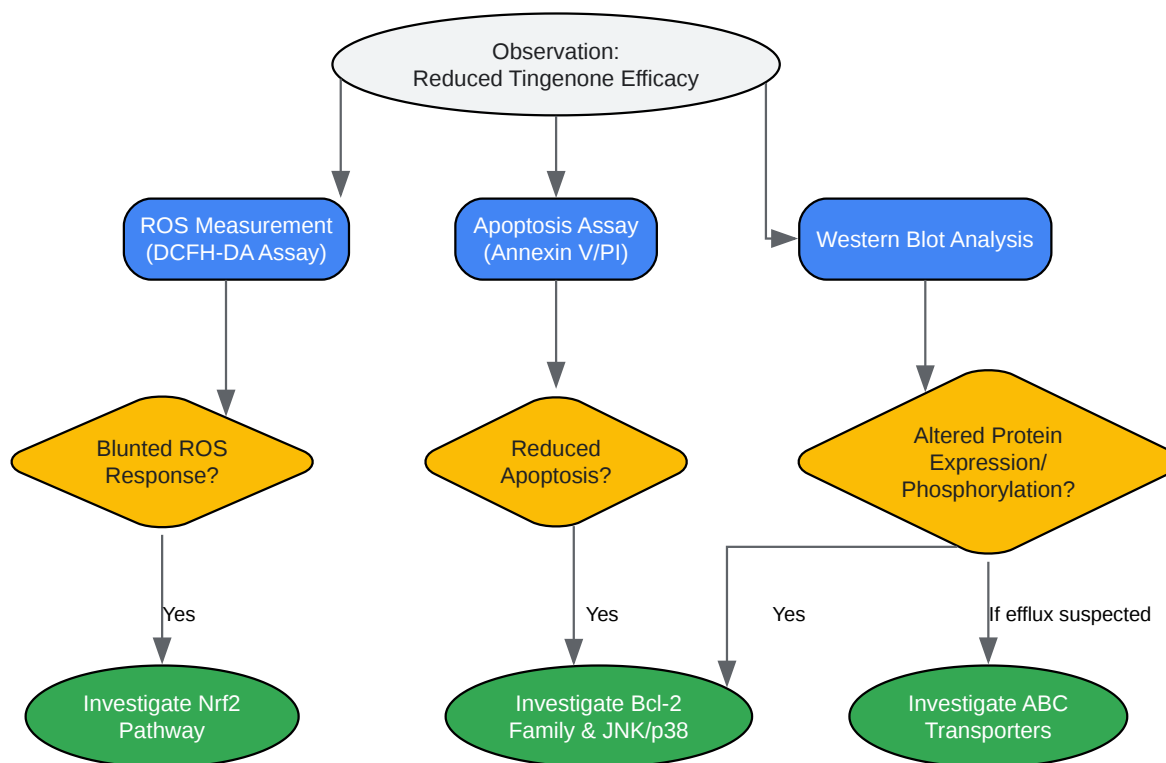 Observation:
Reduced Tingenone Efficacy
ROS Measurement
(DCFH-DA Assay)
Apoptosis Assay
(Annexin V/PI)
Western Blot Analysis
Blunted ROS
Response?
Reduced
Apoptosis?
Altered Protein
Expression/
Phosphorylation?
Yes
Yes
Yes
If efflux suspected
Investigate Nrf2
Pathway
Investigate Bcl-2
Family & JNK/p38
Investigate ABC
Transporters